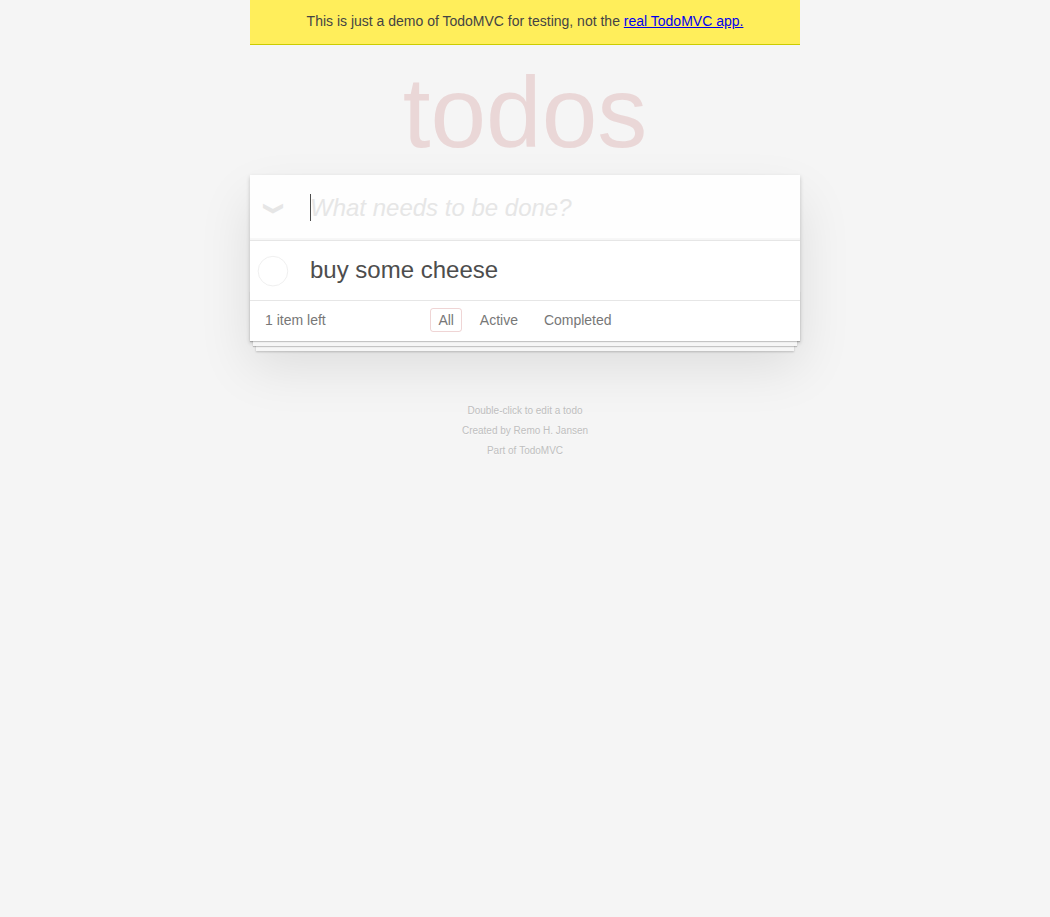 This is just a demo of TodoMVC for testing, not the real TodoMVC app.
todos
What needs to be done?
buy some cheese
1 item left All Active Completed
Double-click to edit a todo
Created by Remo H. Jansen
Part of TodoMVC